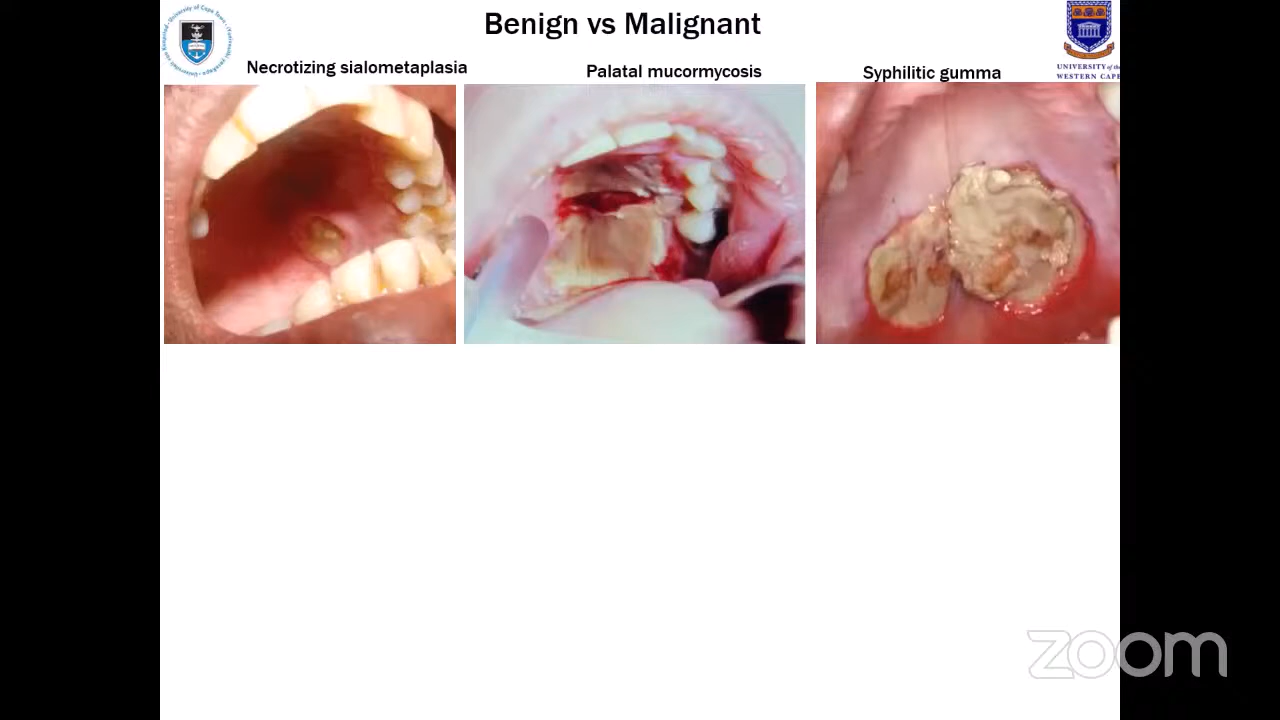 Benign vs Malignant
Necrotizing sialometaplasia
Palatal mucormycosis
Syphilitic gumma
UNIVERSITY of the
WESTERN CAPE
zoom